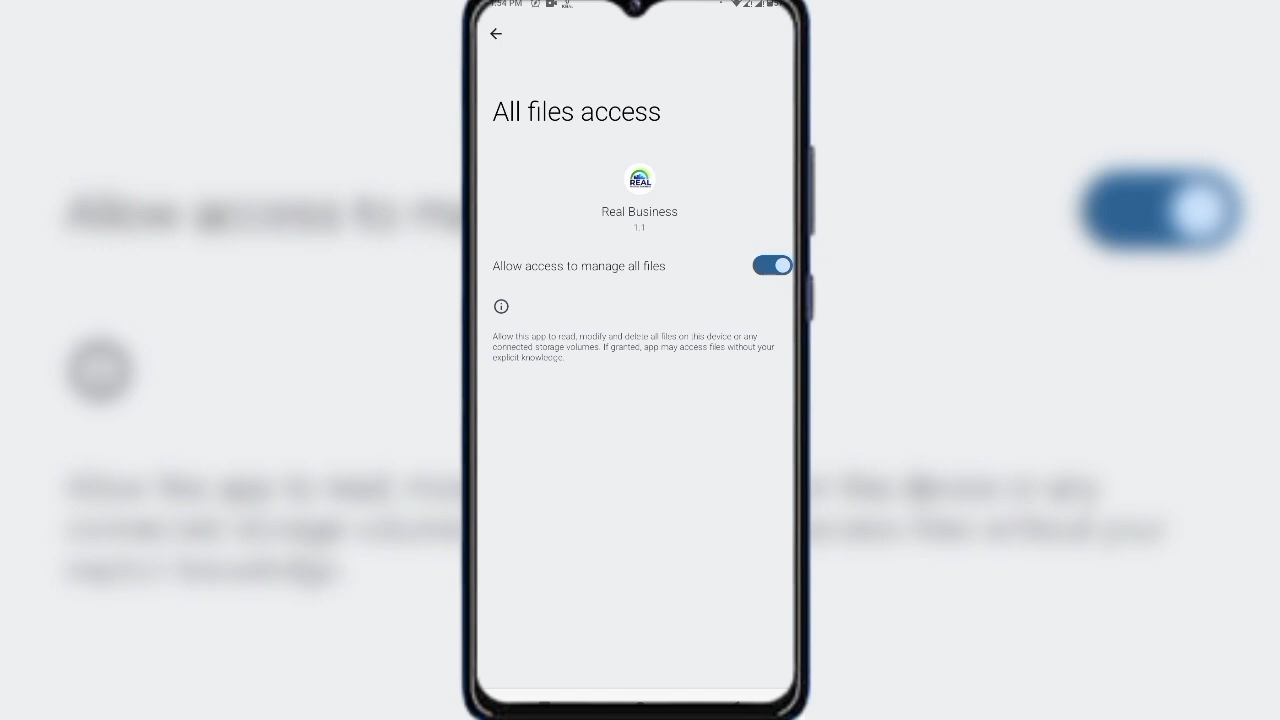 :54 PM
All files access
REAL
Real Business
1.1
Allow access to manage all files
Allow this app to read, modify and delete all files on this device or any
connected storage volumes. If granted, app may access files without your
explicit knowledge.